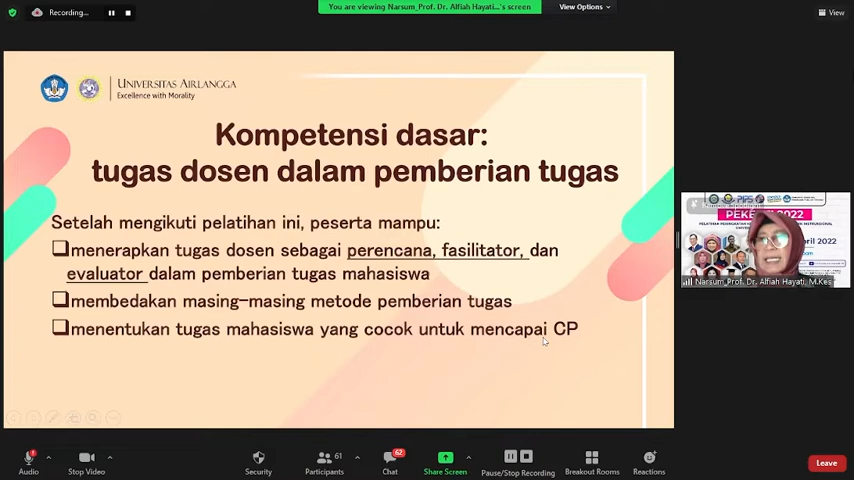 Recording...
You are viewing Narsum_Prof. Dr. Alfiah Hayati...'s screen
View Options
View
UNIVERSITAS AIRLANGGA
Excellence with Morality
Kompetensi dasar:
tugas dosen dalam pemberian tugas
Setelah mengikuti pelatihan ini, peserta mampu:
menerapkan tugas dosen sebagai perencana, fasilitator, dan
evaluator dalam pemberian tugas mahasiswa
membedakan masing-masing metode pemberian tugas
menentukan tugas mahasiswa yang cocok untuk mencapai CP
PEKERTI 2022
April 2022
Narsum_Prof. Dr. Alfiah Hayati, M.Kes
61
62
Audio
Stop Video
Security
Participants
Chat
Share Screen
Pause/Stop Recording
Breakout Rooms
Reactions
Leave